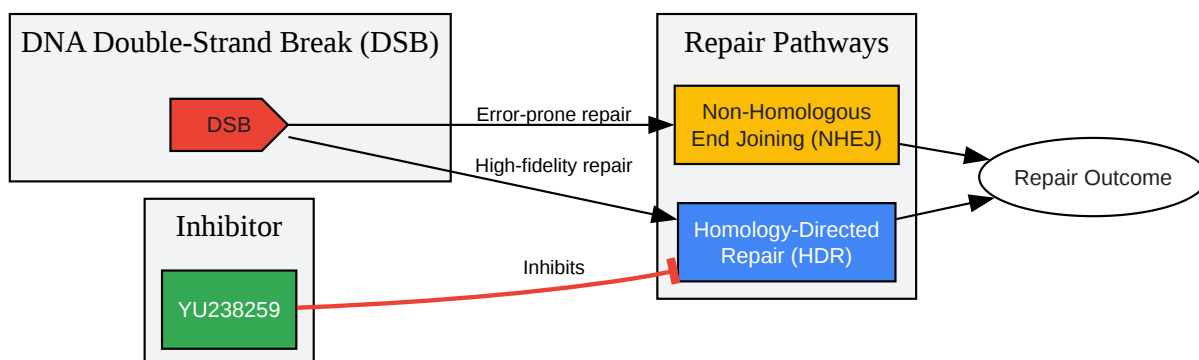 DNA Double-Strand Break (DSB)
DSB
Error-prone repair
High-fidelity repair
Repair Pathways
Non-Homologous
End Joining (NHEJ)
Homology-Directed
Repair (HDR)
Repair Outcome
Inhibitor
YU238259
Inhibits